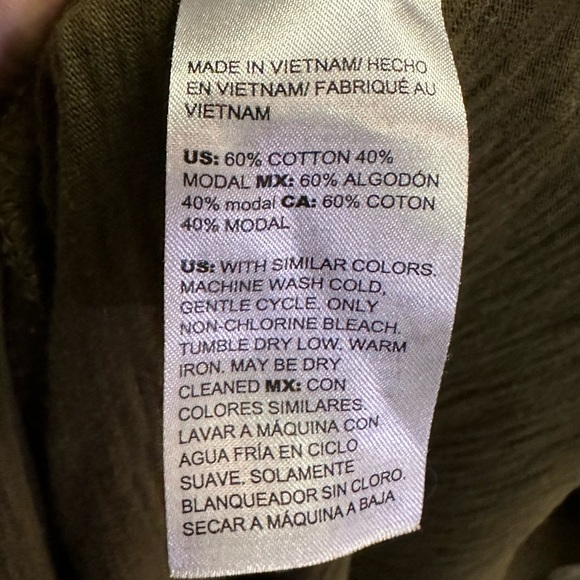 MADE IN VIETNAM/ HECHO
EN VIETNAM/ FABRIQUÉ AU
VIETNAM
US: 60% COTTON 40%
MODAL MX: 60% ALGODÓN
40% modal CA: 60% COTON
40% MODAL
US: WITH SIMILAR COLORS.
MACHINE WASH COLD,
GENTLE CYCLE. ONLY
NON-CHLORINE BLEACH.
TUMBLE DRY LOW. WARM
IRON. MAY BE DRY
CLEANED MX: CON
COLORES SIMILARES.
LAVAR A MÁQUINA CON
AGUA FRÍA EN CICLO
SUAVE. SOLAMENTE
BLANQUEADOR SIN CLORO.
SECAR A MÁQUINA A BAJA